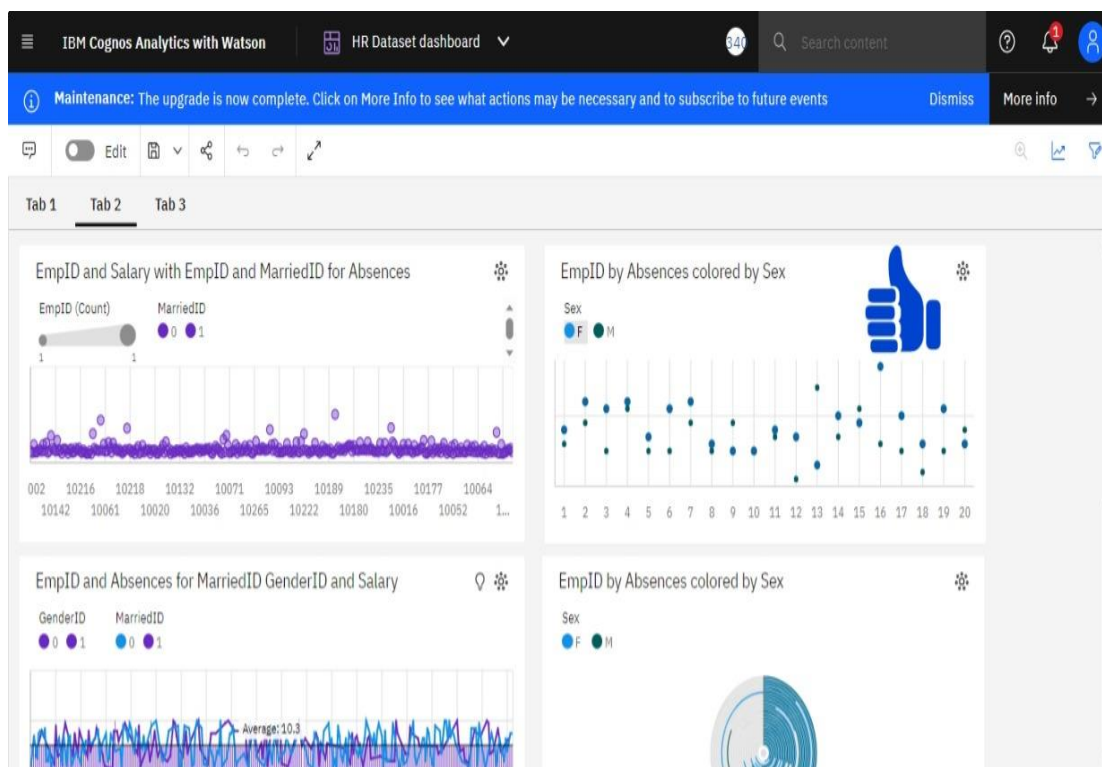 IBM Cognos Analytics with Watson
HR Dataset dashboard
340
Search content
1
Maintenance: The upgrade is now complete. Click on More Info to see what actions may be necessary and to subscribe to future events
Dismiss
More info
Edit
Tab 1 Tab 2 Tab 3
EmpID and Salary with EmpID and MarriedID for Absences
EmpID (Count) MarriedID
0 1
1 1
002 10216 10218 10132 10071 10093 10189 10235 10177 10064
10142 10061 10020 10036 10265 10222 10180 10016 10052 1...
EmpID by Absences colored by Sex
Sex
F M
1 2 3 4 5 6 7 8 9 10 11 12 13 14 15 16 17 18 19 20
EmpID and Absences for MarriedID GenderID and Salary
GenderID MarriedID
0 1 0 1
Average: 10.3
EmpID by Absences colored by Sex
Sex
F M